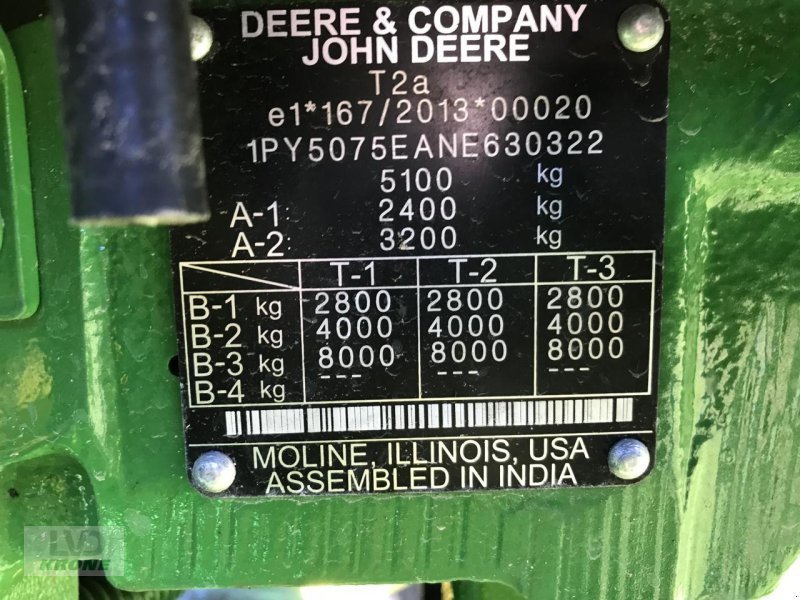 DEERE & COMPANY
JOHN DEERE
T2a
e1*167/2013*00020
1PY5075EANE630322
5100 kg
A-1: 2400 kg
A-2: 3200 kg
T-1 T-2 T-3
B-1 kg 2800 2800 2800
B-2 kg 4000 4000 4000
B-3 kg 8000 8000 8000
B-4 kg --- --- ---
MOLINE, ILLINOIS, USA
ASSEMBLED IN INDIA
LVD
KRONE